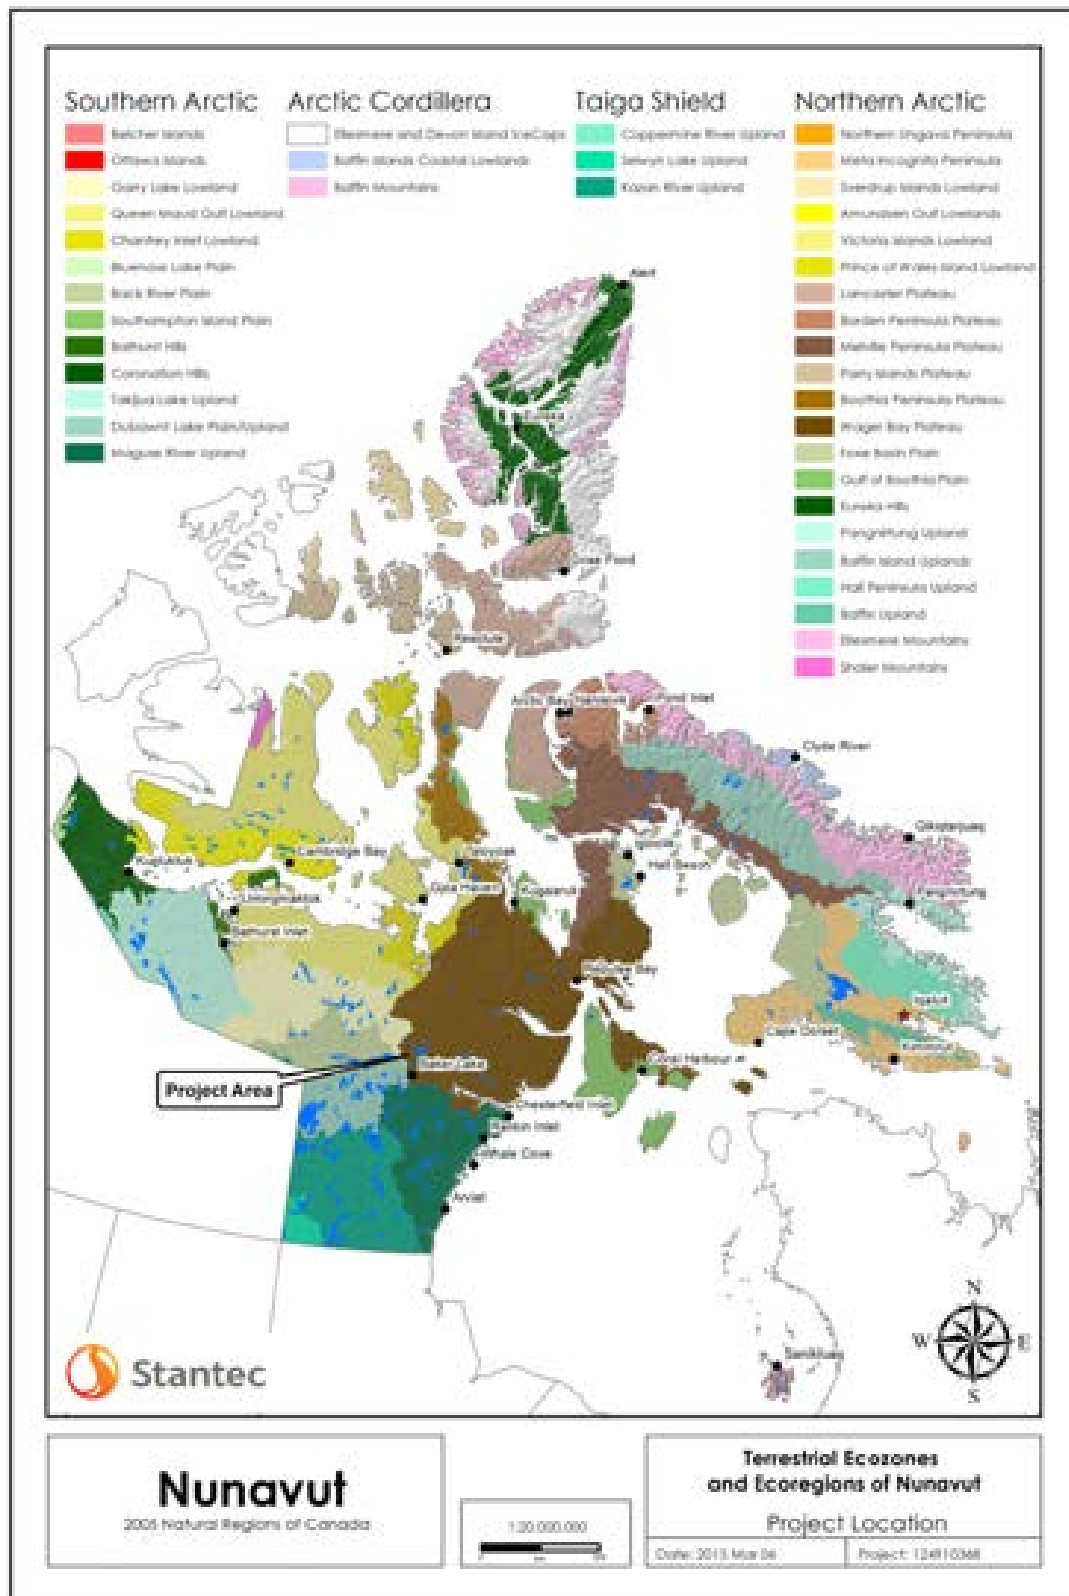 Southern Arctic
Belcher Islands
Ottawa Islands
Garry Lake Lowland
Queen Maud Gulf Lowland
Chantrey Inlet Lowland
Bluenose Lake Plain
Back River Plain
Southampton Island Plain
Bathurst Hills
Coronation Hills
Takijua Lake Upland
Dubawnt Lake Plain/Upland
Maguse River Upland
Arctic Cordillera
Ellesmere and Devon Island IceCaps
Baffin Islands Coastal Lowlands
Baffin Mountains
Taiga Shield
Coppermine River Upland
Selwyn Lake Upland
Kazan River Upland
Northern Arctic
Northern Ungava Peninsula
Meta Incognita Peninsula
Sverdrup Islands Lowland
Amundsen Gulf Lowlands
Victoria Islands Lowland
Prince of Wales Island Lowland
Lancaster Plateau
Borden Peninsula Plateau
Melville Peninsula Plateau
Parry Islands Plateau
Boothia Peninsula Plateau
Wager Bay Plateau
Foxe Basin Plain
Gulf of Boothia Plain
Eureka Hills
Pangnirtung Upland
Baffin Island Uplands
Hall Peninsula Upland
Baffin Upland
Ellesmere Mountains
Shaler Mountains
Alert
Eureka
Grise Fiord
Resolute
Arctic Bay
Nanisivik
Pond Inlet
Clyde River
Qikiqtarjuaq
Pangnirtung
Kugluktuk
Cambridge Bay
Taloyoak
Igloolik
Hall Beach
Gjoa Haven
Kugaaruk
Umingmaktok
Bathurst Inlet
Repulse Bay
Iqaluit
Cape Dorset
Kimmirut
Coral Harbour
Project Area
Baker Lake
Chesterfield Inlet
Rankin Inlet
Whale Cove
Arviat
Sanikiluaq
N
W
E
S
Stantec
Nunavut
2005 Natural Regions of Canada
1:20,000,000
Terrestrial Ecozones
and Ecoregions of Nunavut
Project Location
Date: 2013 Mar 06
Project: 124910368